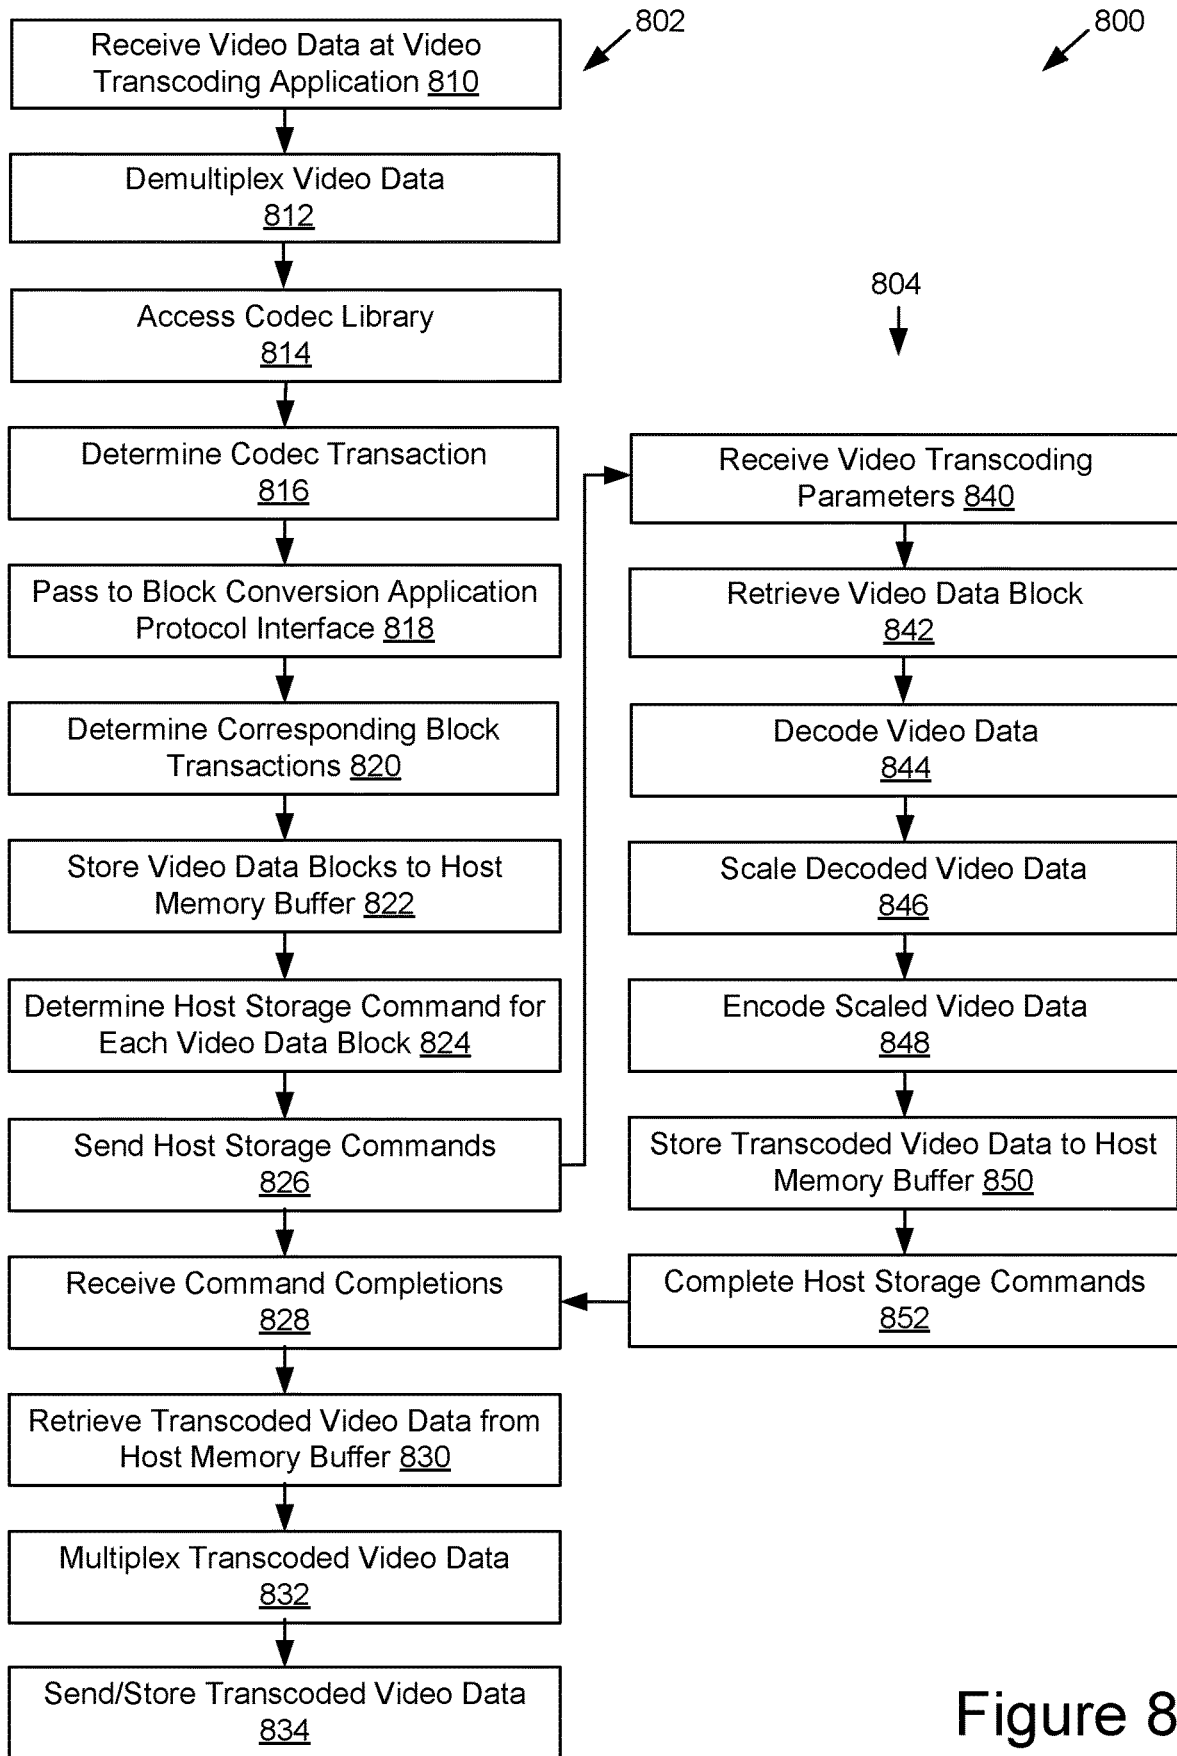 802
800
Receive Video Data at Video
Transcoding Application 810
Demultiplex Video Data
812
Access Codec Library
814
Determine Codec Transaction
816
Pass to Block Conversion Application
Protocol Interface 818
Determine Corresponding Block
Transactions 820
Store Video Data Blocks to Host
Memory Buffer 822
Determine Host Storage Command for
Each Video Data Block 824
Send Host Storage Commands
826
Receive Command Completions
828
Retrieve Transcoded Video Data from
Host Memory Buffer 830
Multiplex Transcoded Video Data
832
Send/Store Transcoded Video Data
834
804
Receive Video Transcoding
Parameters 840
Retrieve Video Data Block
842
Decode Video Data
844
Scale Decoded Video Data
846
Encode Scaled Video Data
848
Store Transcoded Video Data to Host
Memory Buffer 850
Complete Host Storage Commands
852
Figure 8